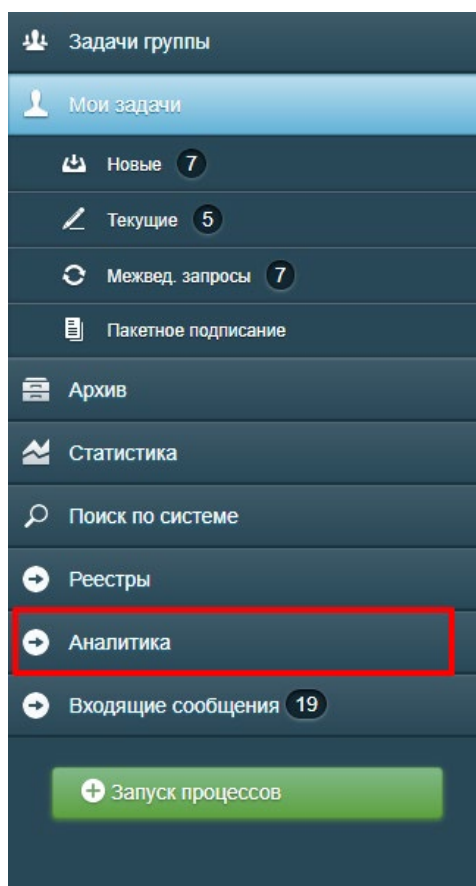 Задачи группы
Мои задачи
Новые 7
Текущие 5
Межвед. запросы 7
Пакетное подписание
Архив
Статистика
Поиск по системе
Реестры
Аналитика
Входящие сообщения 19
Запуск процессов